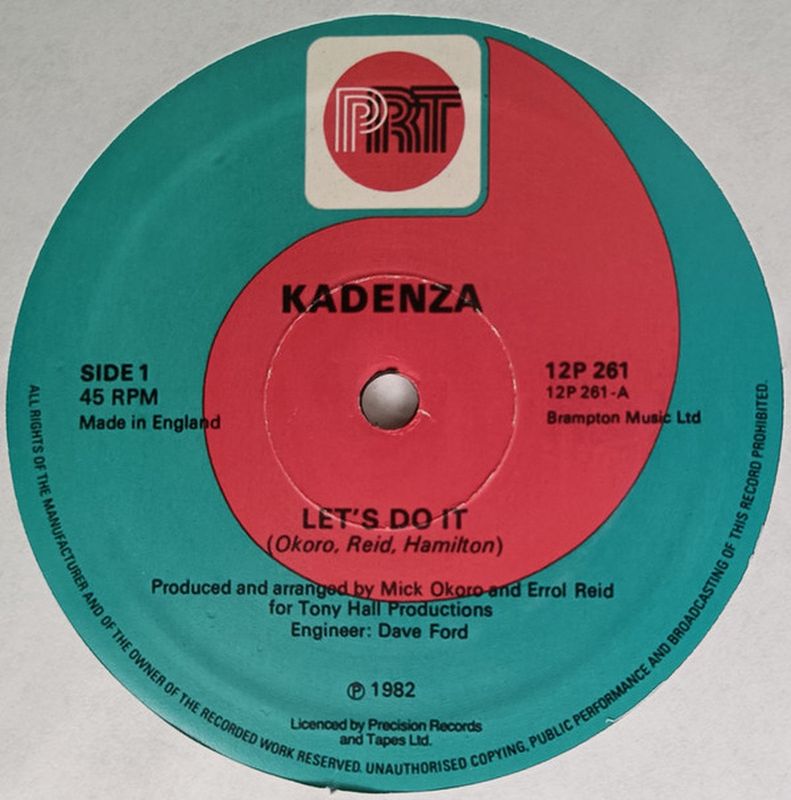 PRT
KADENZA
SIDE 1
45 RPM
Made in England
12P 261
12P 261-A
Brampton Music Ltd
LET'S DO IT
(Okoro, Reid, Hamilton)
Produced and arranged by Mick Okoro and Errol Reid
for Tony Hall Productions
Engineer: Dave Ford
℗ 1982
Licenced by Precision Records
and Tapes Ltd.
ALL RIGHTS OF THE MANUFACTURER AND OF THE OWNER OF THE RECORDED WORK RESERVED. UNAUTHORISED COPYING, PUBLIC PERFORMANCE AND BROADCASTING OF THIS RECORD PROHIBITED.